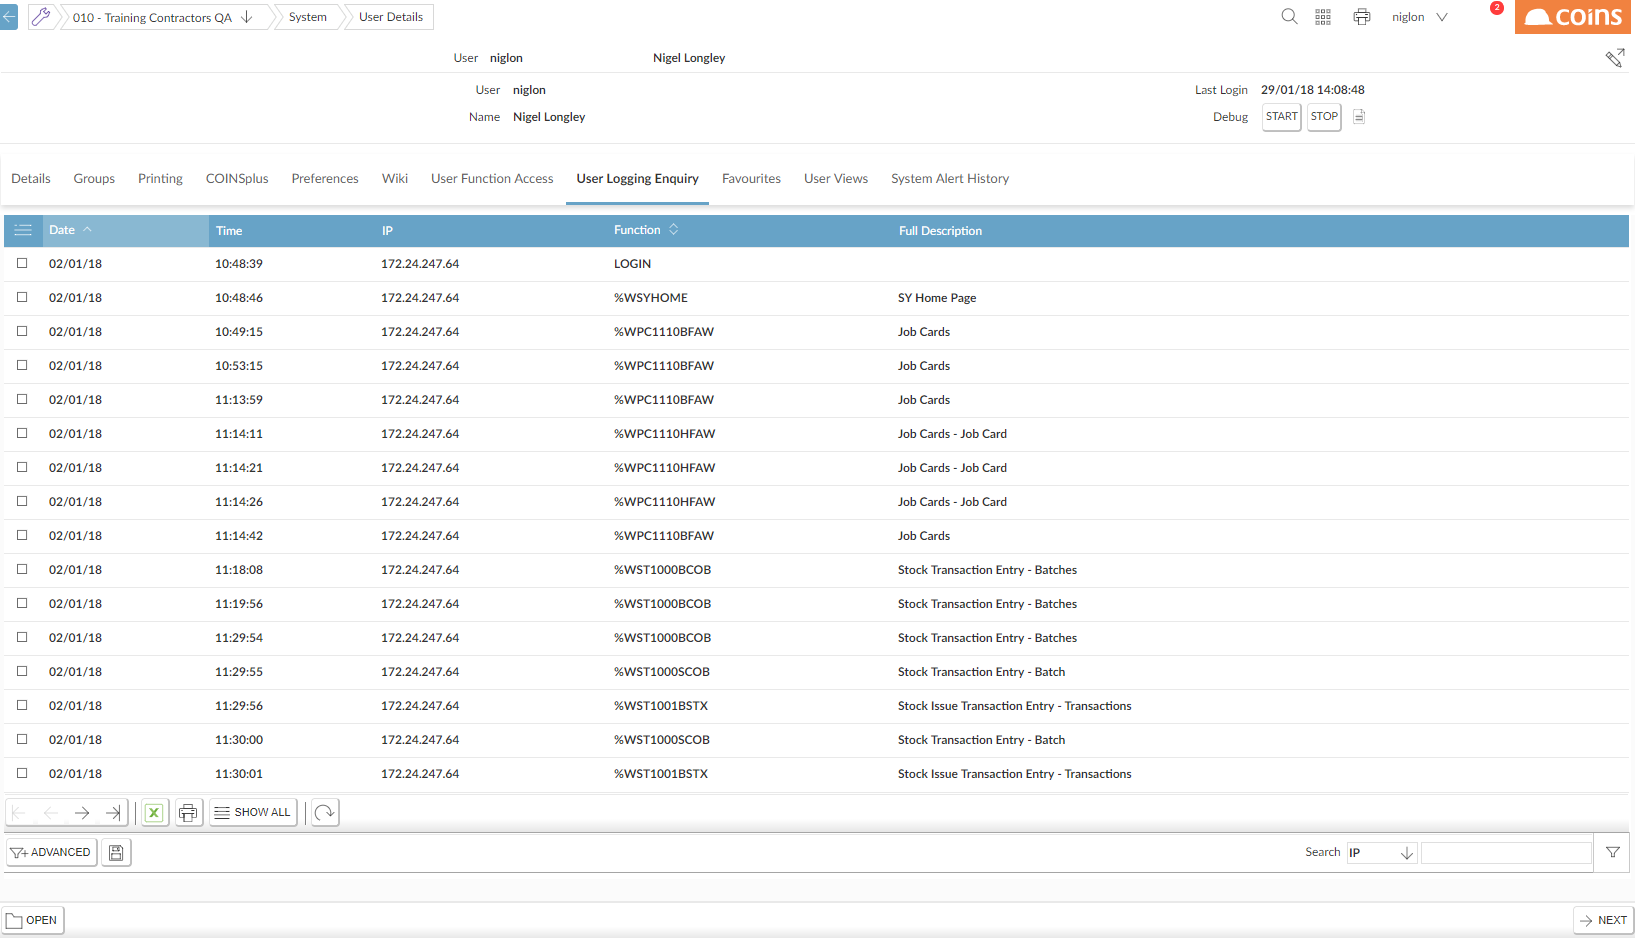 010 - Training Contractors QA System User Details niglon 2 coins
User niglon Nigel Longley
User niglon Last Login 29/01/18 14:08:48
Name Nigel Longley Debug START STOP
Details Groups Printing COINSplus Preferences Wiki User Function Access User Logging Enquiry Favourites User Views System Alert History
Date Time IP Function Full Description
02/01/18 10:48:39 172.24.247.64 LOGIN
02/01/18 10:48:46 172.24.247.64 %WSYHOME SY Home Page
02/01/18 10:49:15 172.24.247.64 %WPC1110BFAW Job Cards
02/01/18 10:53:15 172.24.247.64 %WPC1110BFAW Job Cards
02/01/18 11:13:59 172.24.247.64 %WPC1110BFAW Job Cards
02/01/18 11:14:11 172.24.247.64 %WPC1110HFAW Job Cards - Job Card
02/01/18 11:14:21 172.24.247.64 %WPC1110HFAW Job Cards - Job Card
02/01/18 11:14:26 172.24.247.64 %WPC1110HFAW Job Cards - Job Card
02/01/18 11:14:42 172.24.247.64 %WPC1110BFAW Job Cards
02/01/18 11:18:08 172.24.247.64 %WST1000BCOB Stock Transaction Entry - Batches
02/01/18 11:19:56 172.24.247.64 %WST1000BCOB Stock Transaction Entry - Batches
02/01/18 11:29:54 172.24.247.64 %WST1000BCOB Stock Transaction Entry - Batches
02/01/18 11:29:55 172.24.247.64 %WST1000SCOB Stock Transaction Entry - Batch
02/01/18 11:29:56 172.24.247.64 %WST1001BSTX Stock Issue Transaction Entry - Transactions
02/01/18 11:30:00 172.24.247.64 %WST1000SCOB Stock Transaction Entry - Batch
02/01/18 11:30:01 172.24.247.64 %WST1001BSTX Stock Issue Transaction Entry - Transactions
SHOW ALL
ADVANCED Search IP
OPEN NEXT